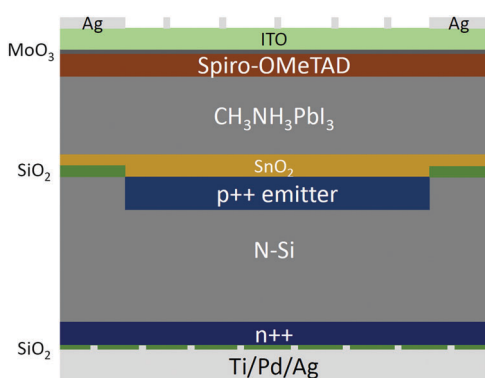 Ag
Ag
ITO
MoO₃
Spiro-OMeTAD
CH₃NH₃PbI₃
SiO₂
SnO₂
p++ emitter
N-Si
n++
SiO₂
Ti/Pd/Ag